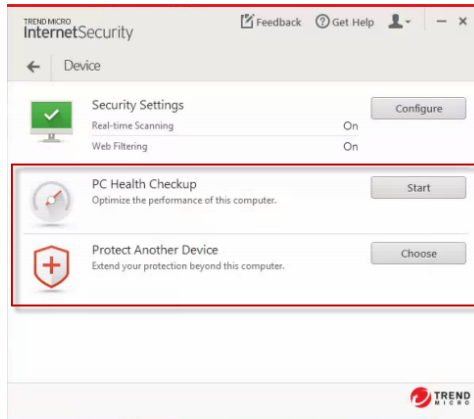 TREND MICRO
InternetSecurity
Feedback
Get Help
Device
Security Settings
Configure
Real-time Scanning
On
Web Filtering
On
PC Health Checkup
Start
Optimize the performance of this computer.
Protect Another Device
Choose
Extend your protection beyond this computer.
TREND
MICRO